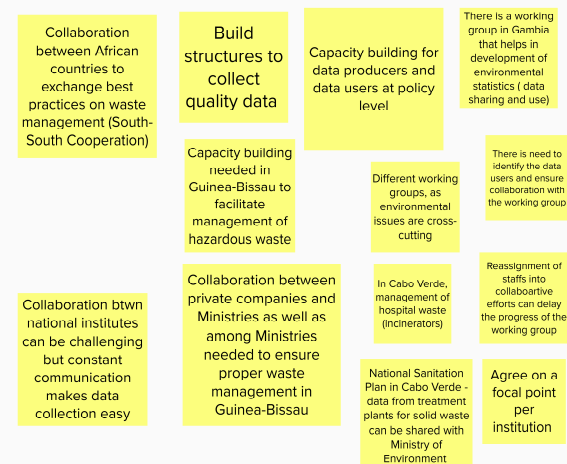 Collaboration
between African
countries to
exchange best
practices on waste
management (South-
South Cooperation)
Build
structures to
collect
quality data
Capacity building for
data producers and
data users at policy
level
There is a working
group in Gambia
that helps in
development of
environmental
statistics ( data
sharing and use)
Capacity building
needed in
Guinea-Bissau to
facilitate
management of
hazardous waste
Different working
groups, as
environmental
issues are cross-
cutting
There is need to
identify the data
users and ensure
collaboration with
the working group
Collaboration btwn
national institutes
can be challenging
but constant
communication
makes data
collection easy
Collaboration between
private companies and
Ministries as well as
among Ministries
needed to ensure
proper waste
management in
Guinea-Bissau
In Cabo Verde,
management of
hospital waste
(incinerators)
Reassignment of
staffs into
collaboartive
efforts can delay
the progress of the
working group
National Sanitation
Plan in Cabo Verde -
data from treatment
plants for solid waste
can be shared with
Ministry of
Environment
Agree on a
focal point
per
institution